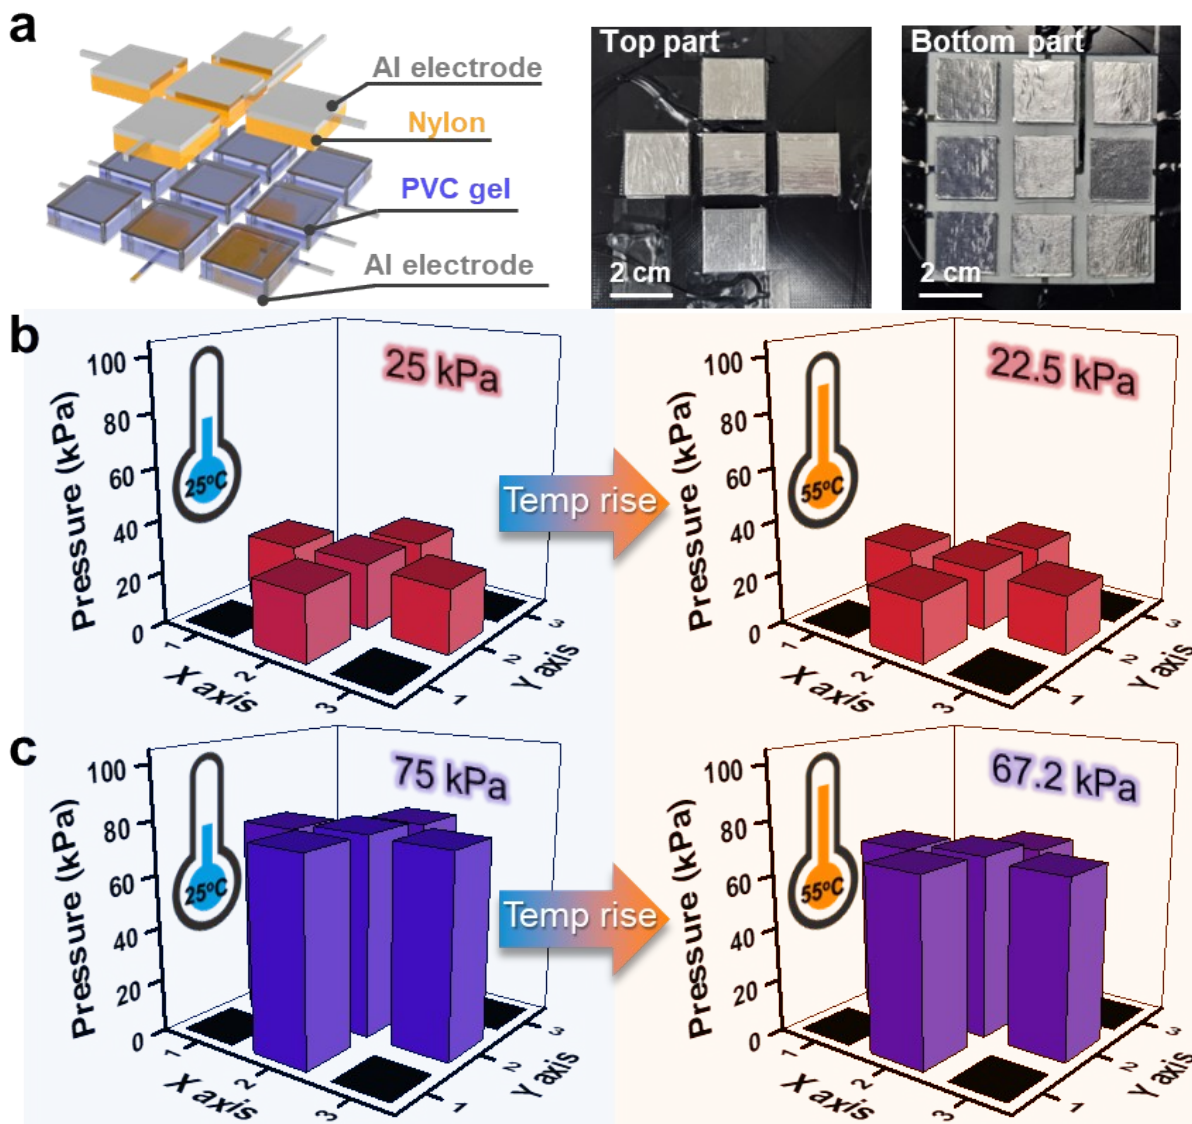 a
Al electrode
Nylon
PVC gel
Al electrode
Top part
2 cm
Bottom part
2 cm
b
25 kPa
25°C
Pressure (kPa)
100
80
60
40
20
0
1
2
3
X axis
1
2
3
Y axis
Temp rise
22.5 kPa
55°C
Pressure (kPa)
100
80
60
40
20
0
1
2
3
X axis
1
2
3
Y axis
c
75 kPa
25°C
Pressure (kPa)
100
80
60
40
20
0
1
2
3
X axis
1
2
3
Y axis
Temp rise
67.2 kPa
55°C
Pressure (kPa)
100
80
60
40
20
0
1
2
3
X axis
1
2
3
Y axis